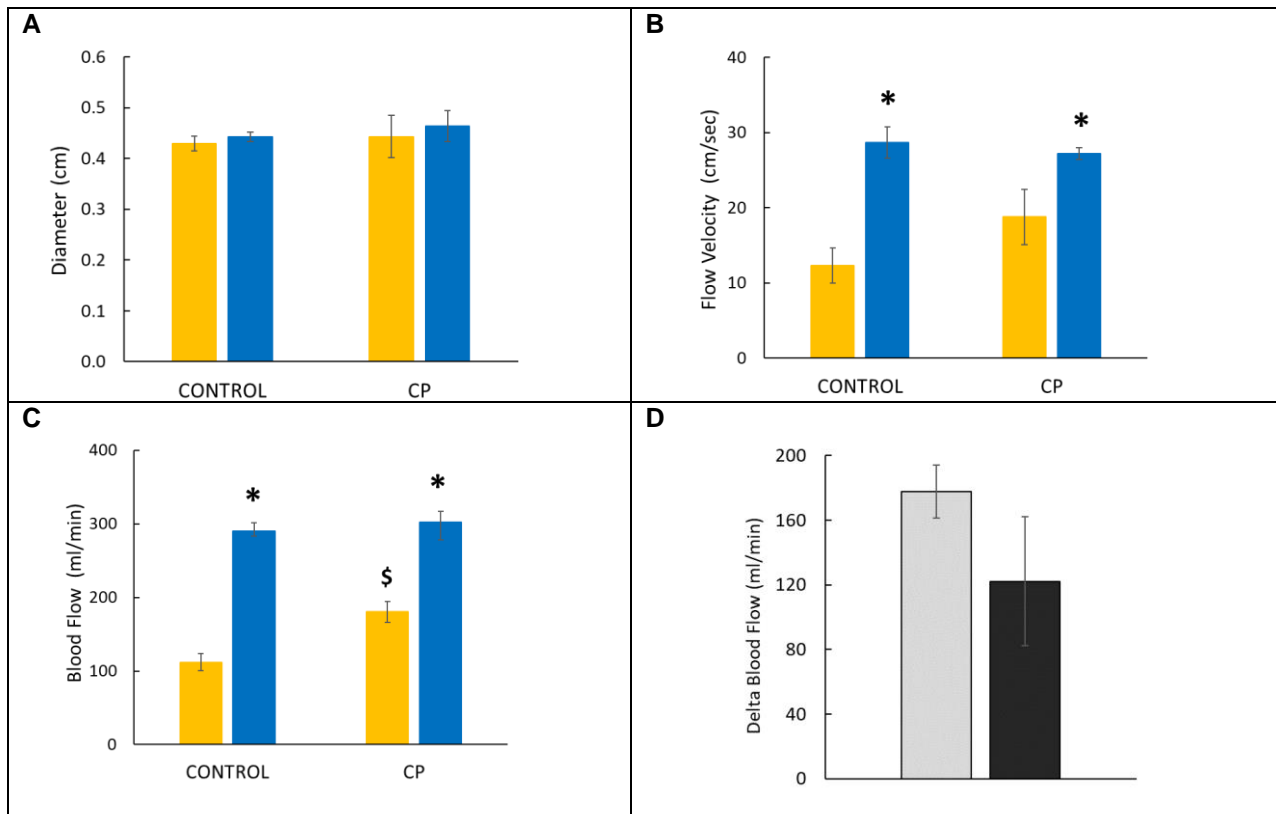 A
0.6
0.5
0.4
0.3
0.2
0.1
0.0
Diameter (cm)
CONTROL CP
B
40
30
20
10
0
Flow Velocity (cm/sec)
* *
CONTROL CP
C
400
300
200
100
0
Blood Flow (ml/min)
* *
$
CONTROL CP
D
200
160
120
80
40
0
Delta Blood Flow (ml/min)